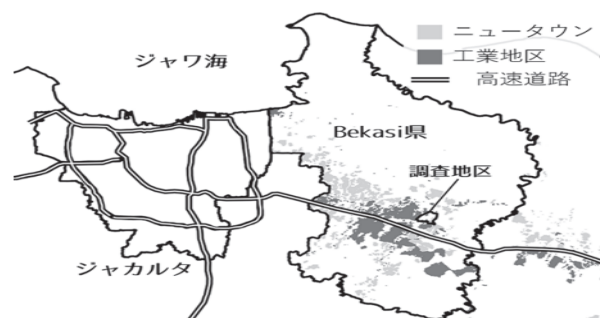 ニュータウン
工業地区
高速道路
ジャワ海
Bekasi県
調査地区
ジャカルタ